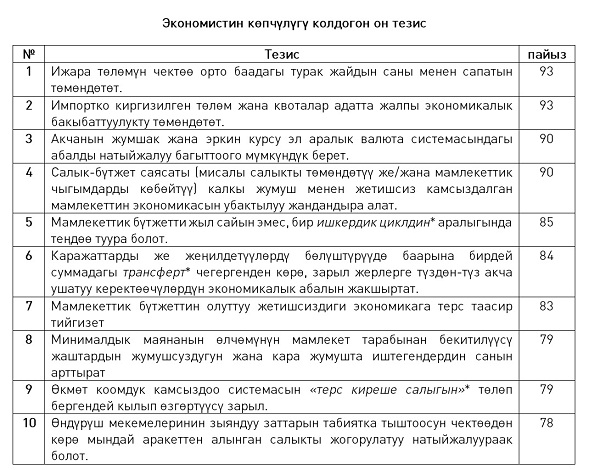 Экономистин көпчүлүгү колдогон он тезис
№ Тезис пайыз
1 Ижара төлөмүн чектөө орто баадагы турак жайдын саны менен сапатын 93
төмөндөтөт.
2 Импортко киргизилген төлөм жана квоталар адатта жалпы экономикалык 93
бакыбаттуулукту төмөндөтөт.
3 Акчанын жумшак жана эркин курсу эл аралык валюта системасындагы 90
абалды натыйжалуу багыттоого мүмкүндүк берет.
4 Салык-бүтжет саясаты (мисалы салыкты төмөндөтүү же/жана мамлекеттик 90
чыгымдарды көбөйтүү) калкы жумуш менен жетишсиз камсыздалган
мамлекеттин экономикасын убактылуу жандандыра алат.
5 Мамлекеттик бүтжетти жыл сайын эмес, бир ишкердик циклдин* аралыгында 85
теңдөө туура болот.
6 Каражаттарды же жеңилдетүүлөрдү бөлүштүрүүдө баарына бирдей 84
суммадагы трансферт* чегергенден көрө, зарыл жерлерге түздөн-түз акча
ушатуу керектөөчүлөрдүн экономикалык абалын жакшыртат.
7 Мамлекеттик бүтжеттин олуттуу жетишсиздиги экономикага терс таасир 83
тийгизет
8 Минималдык маянанын өлчөмүнүн мамлекет тарабынан бекитилүүсү 79
жаштардын жумушсуздугун жана кара жумушта иштегендердин санын
арттырат
9 Өкмөт коомдук камсыздоо системасын «терс киреше салыгын»* төлөп 79
бергендей кылып өзгөртүүсү зарыл.
10 Өндүрүш мекемелеринин зыяндуу заттарын табиятка тыштоосун чектөөдөн 78
көрө мындай аракеттен алынган салыкты жогорулатуу натыйжалуураак
болот.